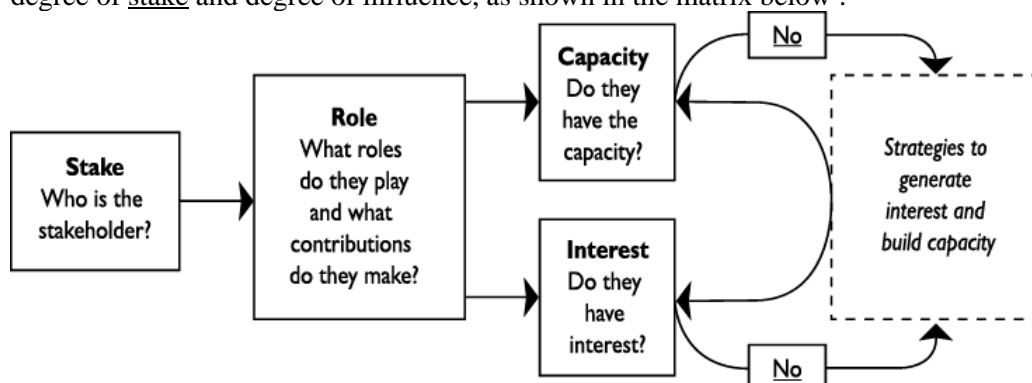 degree of stake and degree of influence, as shown in the matrix below .
Stake
Who is the
stakeholder?
Role
What roles
do they play
and what
contributions
do they make?
Capacity
Do they
have the
capacity?
Interest
Do they
have
interest?
No
No
Strategies to
generate
interest and
build capacity